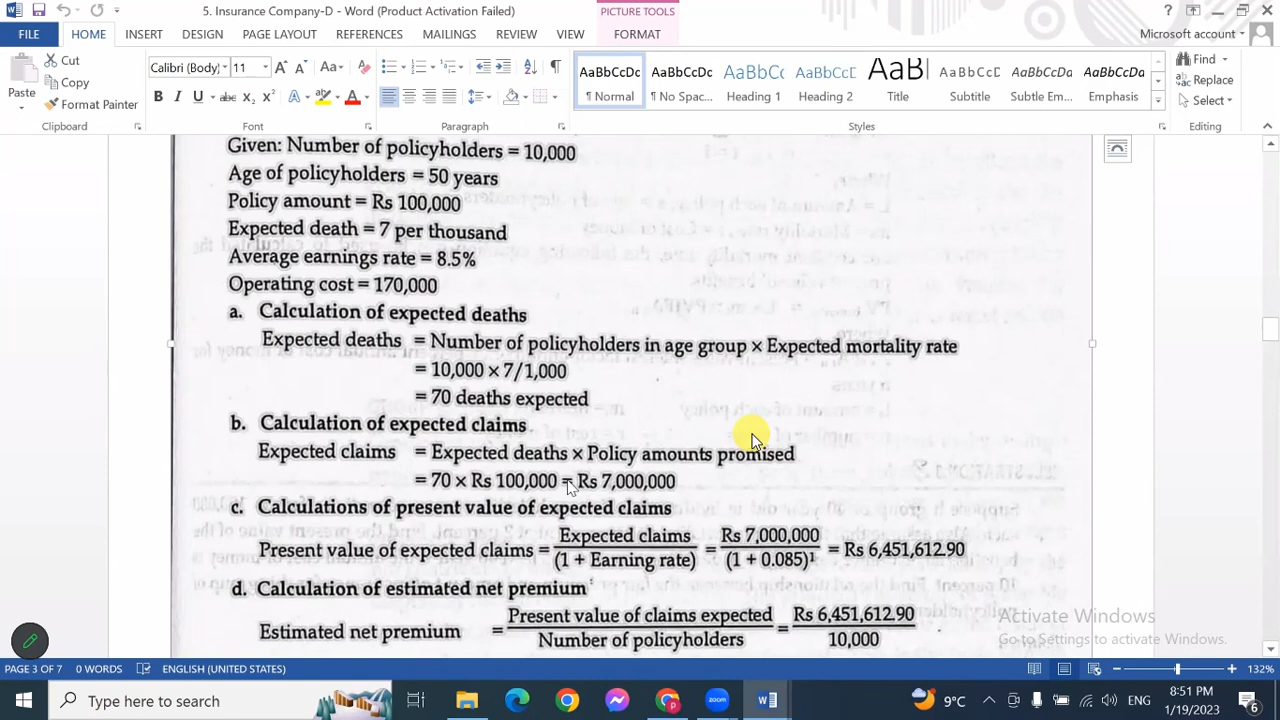 5. Insurance Company-D - Word (Product Activation Failed)
PICTURE TOOLS
FILE HOME INSERT DESIGN PAGE LAYOUT REFERENCES MAILINGS REVIEW VIEW FORMAT Microsoft account
Paste
Cut
Copy
Format Painter
Clipboard
Calibri (Body) 11
Font
Paragraph
AaBbCcDc AaBbCcDc AaBbCc AaBbCcD AaB AaBbCcD AaBbCcDc AaBbCcDc
¶ Normal ¶ No Spac... Heading 1 Heading 2 Title Subtitle Subtle Em... Emphasis
Styles
Find
Replace
Select
Editing
Given: Number of policyholders = 10,000
Age of policyholders = 50 years
Policy amount = Rs 100,000
Expected death = 7 per thousand
Average earnings rate = 8.5%
Operating cost = 170,000
a. Calculation of expected deaths
Expected deaths = Number of policyholders in age group × Expected mortality rate
= 10,000 × 7/1,000
= 70 deaths expected
b. Calculation of expected claims
Expected claims = Expected deaths × Policy amounts promised
= 70 × Rs 100,000 = Rs 7,000,000
c. Calculations of present value of expected claims
Present value of expected claims = Expected claims / (1 + Earning rate) = Rs 7,000,000 / (1 + 0.085)¹ = Rs 6,451,612.90
d. Calculation of estimated net premium
Estimated net premium = Present value of claims expected / Number of policyholders = Rs 6,451,612.90 / 10,000
Activate Windows
Go to Settings to activate Windows.
PAGE 3 OF 7 0 WORDS ENGLISH (UNITED STATES) 132%
Type here to search
zoom
9°C
ENG
8:51 PM
1/19/2023
6